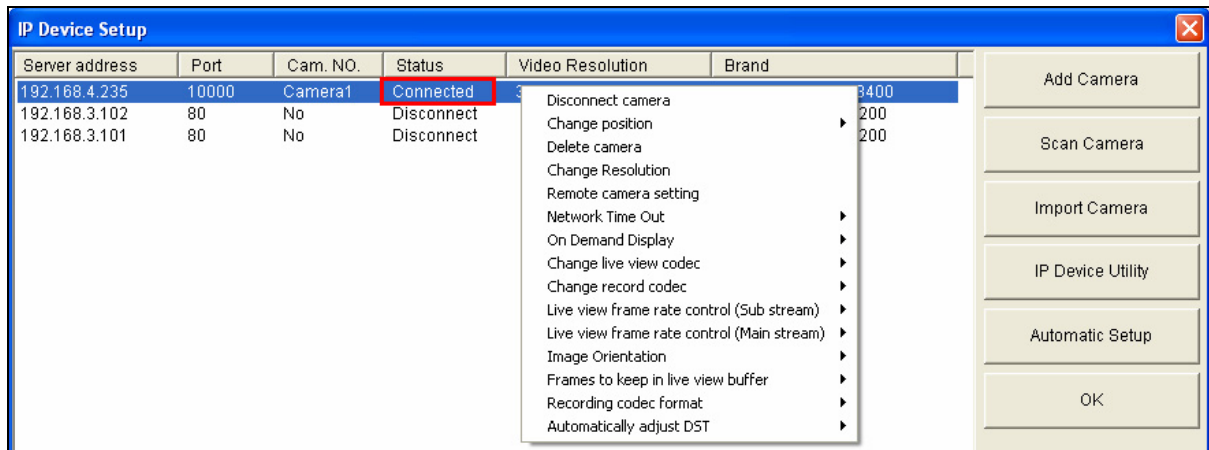 IP Device Setup
Server address Port Cam. NO. Status Video Resolution Brand
192.168.4.235 10000 Camera1 Connected 3 3400
192.168.3.102 80 No Disconnect 200
192.168.3.101 80 No Disconnect 200
Disconnect camera
Change position
Delete camera
Change Resolution
Remote camera setting
Network Time Out
On Demand Display
Change live view codec
Change record codec
Live view frame rate control (Sub stream)
Live view frame rate control (Main stream)
Image Orientation
Frames to keep in live view buffer
Recording codec format
Automatically adjust DST
Add Camera
Scan Camera
Import Camera
IP Device Utility
Automatic Setup
OK